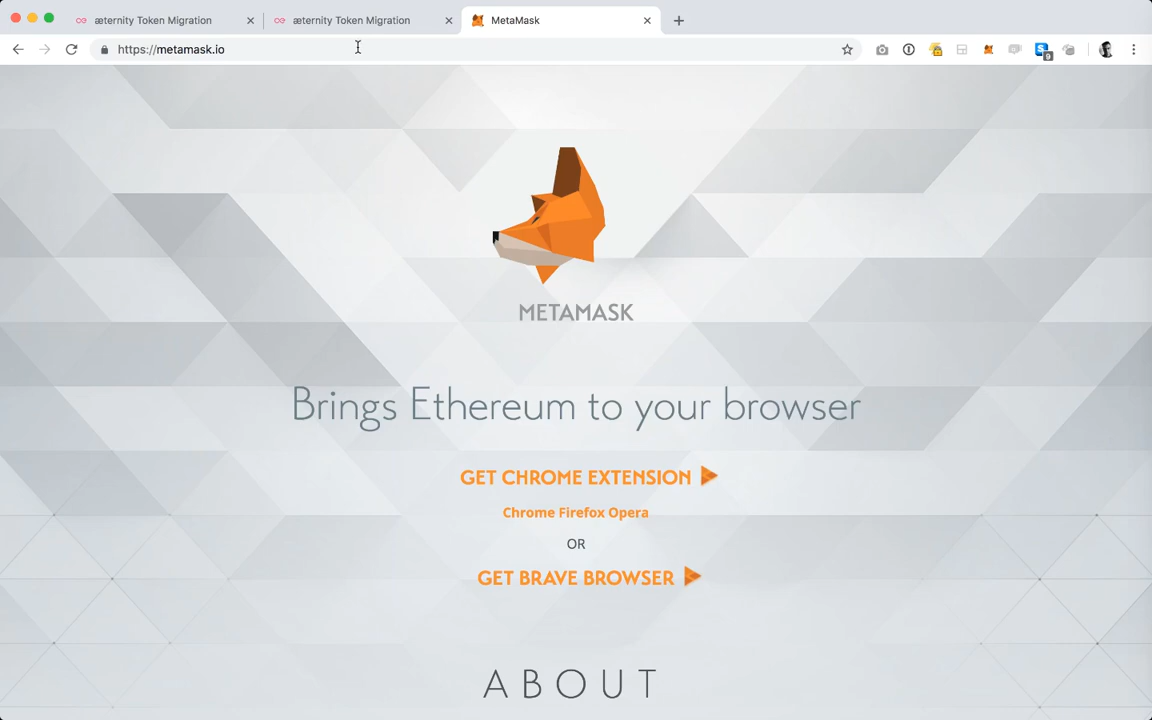 æternity Token Migration
æternity Token Migration
MetaMask
https://metamask.io
9
METAMASK
Brings Ethereum to your browser
GET CHROME EXTENSION
Chrome Firefox Opera
OR
GET BRAVE BROWSER
ABOUT